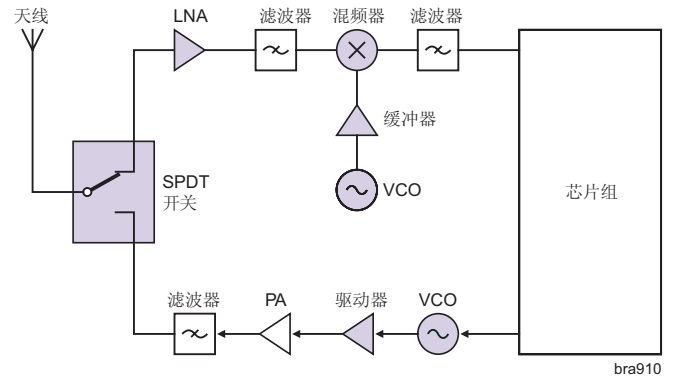 天线
LNA
滤波器
混频器
滤波器
缓冲器
VCO
SPDT
开关
芯片组
滤波器
PA
驱动器
VCO
bra910